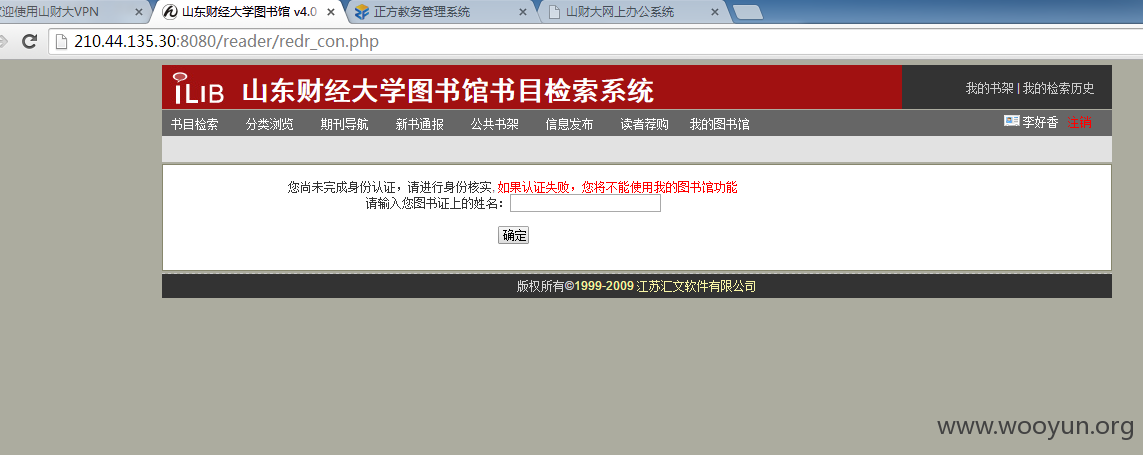 迎使用山财大VPN
山东财经大学图书馆 v4.0
正方教务管理系统
山财大网上办公系统
210.44.135.30:8080/reader/redr_con.php
iLIB 山东财经大学图书馆书目检索系统
我的书架 | 我的检索历史
书目检索 分类浏览 期刊导航 新书通报 公共书架 信息发布 读者荐购 我的图书馆
李好香 注销
您尚未完成身份认证，请进行身份核实,如果认证失败，您将不能使用我的图书馆功能
请输入您图书证上的姓名：
确定
版权所有©1999-2009 江苏汇文软件有限公司
www.wooyun.org